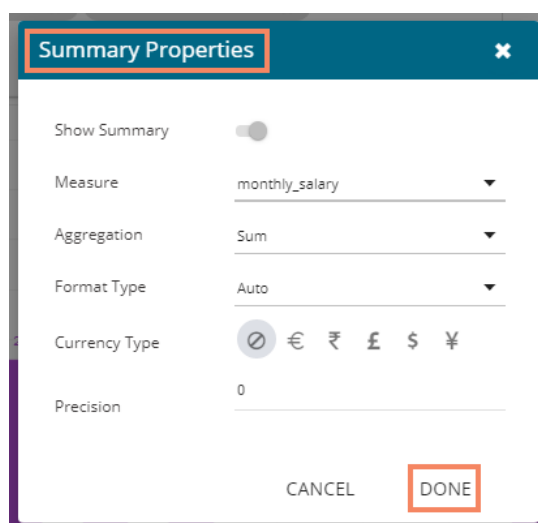 Summary Properties
Show Summary
Measure monthly_salary
Aggregation Sum
Format Type Auto
Currency Type € ₹ £ $ ¥
Precision 0
CANCEL DONE